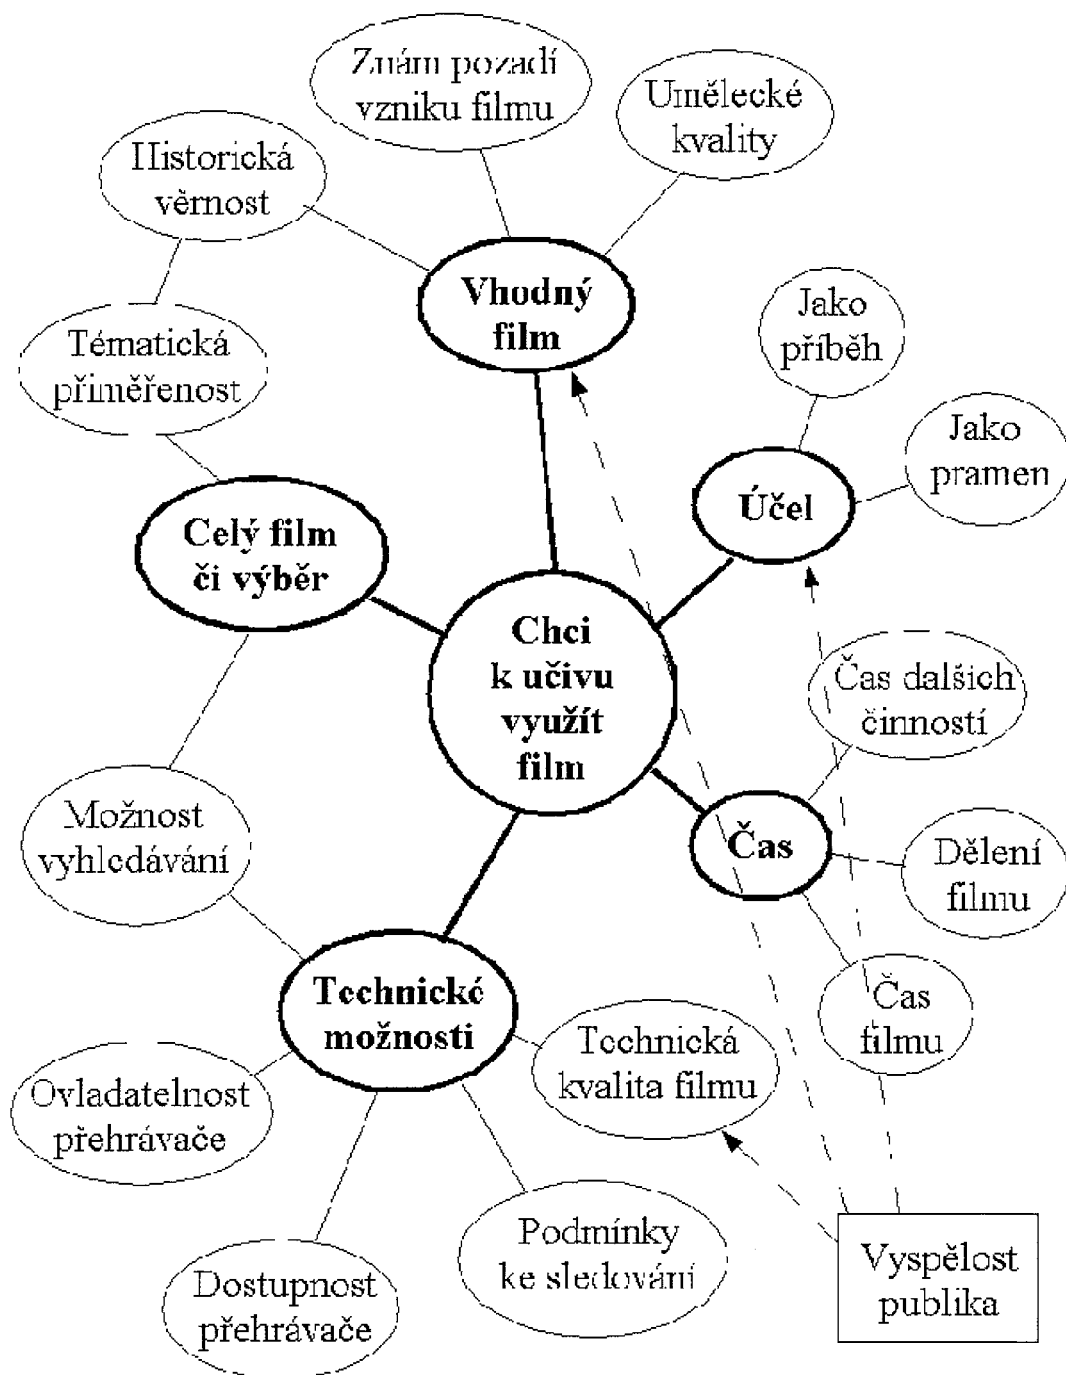 Znám pozadí
vzniku filmu
Umělecké
kvality
Historická
věrnost
Vhodný
film
Jako
příběh
Tématická
přiměřenost
Jako
pramen
Účel
Celý film
či výběr
Chci
k učivu
využít
film
Čas dalších
činností
Možnost
vyhledávání
Čas
Dělení
filmu
Technické
možnosti
Čas
filmu
Technická
kvalita filmu
Ovladatelnost
přehrávače
Podmínky
ke sledování
Vyspělost
publika
Dostupnost
přehrávače